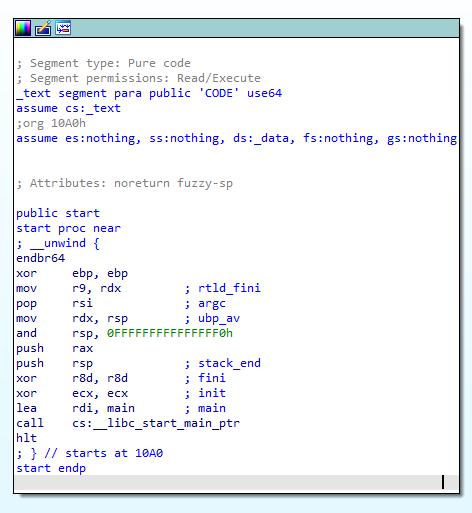 ; Segment type: Pure code
; Segment permissions: Read/Execute
_text segment para public 'CODE' use64
assume cs:_text
;org 10A0h
assume es:nothing, ss:nothing, ds:_data, fs:nothing, gs:nothing
; Attributes: noreturn fuzzy-sp
public start
start proc near
; __unwind {
endbr64
xor ebp, ebp
mov r9, rdx ; rtld_fini
pop rsi ; argc
mov rdx, rsp ; ubp_av
and rsp, 0FFFFFFFFFFFFFFF0h
push rax
push rsp ; stack_end
xor r8d, r8d ; fini
xor ecx, ecx ; init
lea rdi, main ; main
call cs:__libc_start_main_ptr
hlt
; } // starts at 10A0
start endp